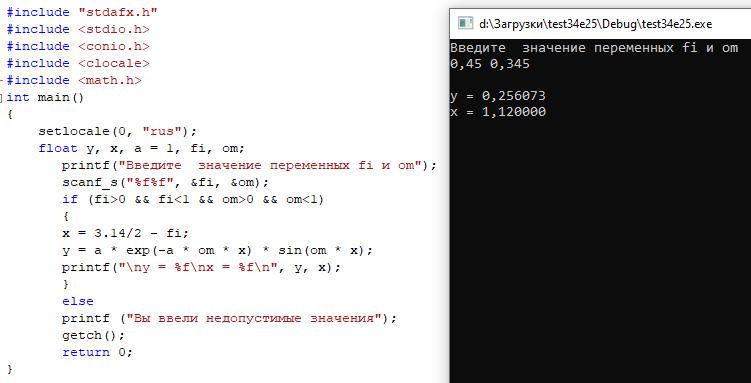 #include "stdafx.h"
#include <stdio.h>
#include <conio.h>
#include <clocale>
#include <math.h>
int main()
{
setlocale(0, "rus");
float y, x, a = 1, fi, om;
printf("Введите  значение переменных fi и om");
scanf_s("%f%f", &fi, &om);
if (fi>0 && fi<1 && om>0 && om<1)
{
x = 3.14/2 - fi;
y = a * exp(-a * om * x) * sin(om * x);
printf("\ny = %f\nx = %f\n", y, x);
}
else
printf ("Вы ввели недопустимые значения");
getch();
return 0;
}
d:\Загрузки\test34e25\Debug\test34e25.exe
Введите  значение переменных fi и om
0,45 0,345
y = 0,256073
x = 1,120000